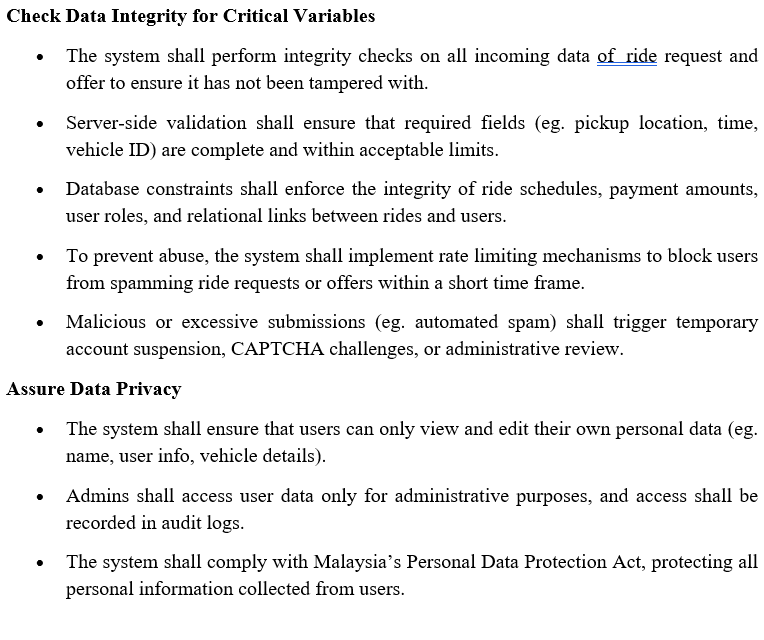 Check Data Integrity for Critical Variables
• The system shall perform integrity checks on all incoming data of ride request and
offer to ensure it has not been tampered with.
• Server-side validation shall ensure that required fields (eg. pickup location, time,
vehicle ID) are complete and within acceptable limits.
• Database constraints shall enforce the integrity of ride schedules, payment amounts,
user roles, and relational links between rides and users.
• To prevent abuse, the system shall implement rate limiting mechanisms to block users
from spamming ride requests or offers within a short time frame.
• Malicious or excessive submissions (eg. automated spam) shall trigger temporary
account suspension, CAPTCHA challenges, or administrative review.
Assure Data Privacy
• The system shall ensure that users can only view and edit their own personal data (eg.
name, user info, vehicle details).
• Admins shall access user data only for administrative purposes, and access shall be
recorded in audit logs.
• The system shall comply with Malaysia’s Personal Data Protection Act, protecting all
personal information collected from users.